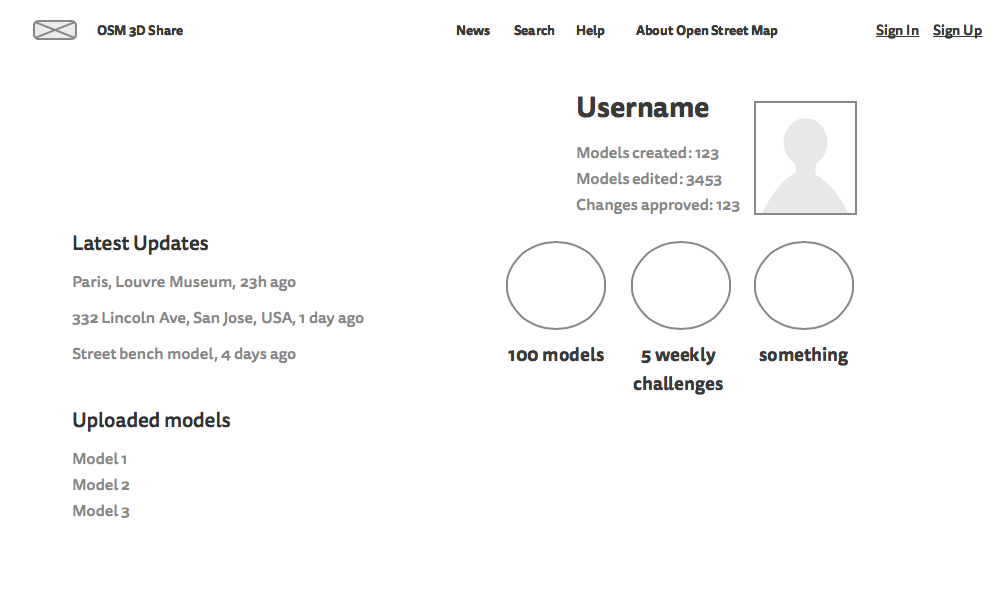 OSM 3D Share
News Search Help About Open Street Map
Sign In Sign Up
Username
Models created: 123
Models edited: 3453
Changes approved: 123
Latest Updates
Paris, Louvre Museum, 23h ago
332 Lincoln Ave, San Jose, USA, 1 day ago
Street bench model, 4 days ago
100 models
5 weekly
challenges
something
Uploaded models
Model 1
Model 2
Model 3